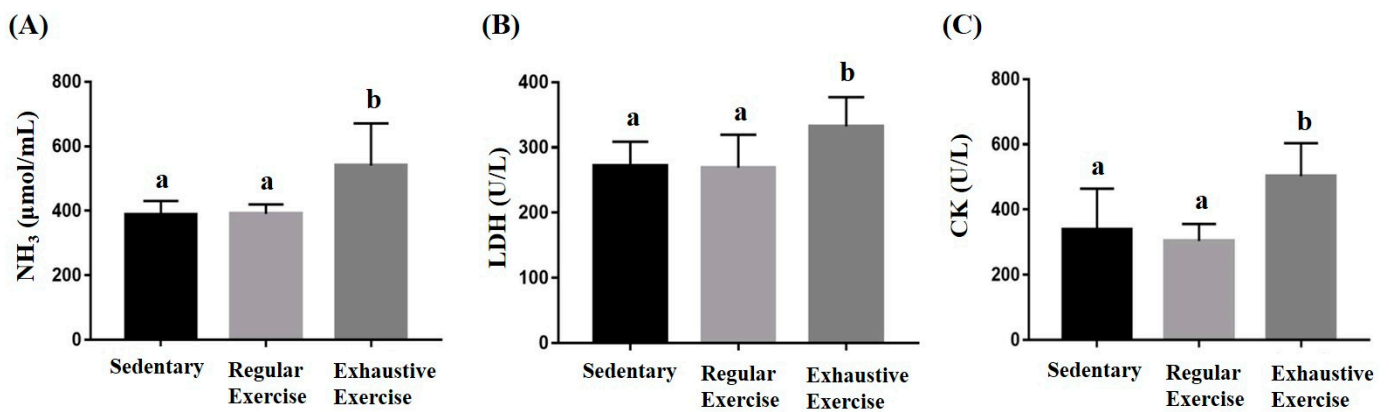 (A)
NH₃ (µmol/mL)
800
600
400
200
0
a
a
b
Sedentary
Regular
Exercise
Exhaustive
Exercise
(B)
LDH (U/L)
400
300
200
100
0
a
a
b
Sedentary
Regular
Exercise
Exhaustive
Exercise
(C)
CK (U/L)
800
600
400
200
0
a
a
b
Sedentary
Regular
Exercise
Exhaustive
Exercise